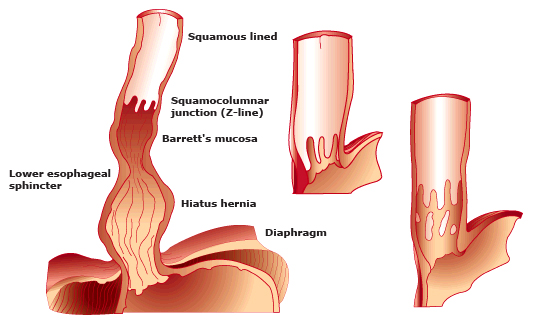 Squamous lined
Squamocolumnar
junction (Z-line)
Barrett's mucosa
Lower esophageal
sphincter
Hiatus hernia
Diaphragm